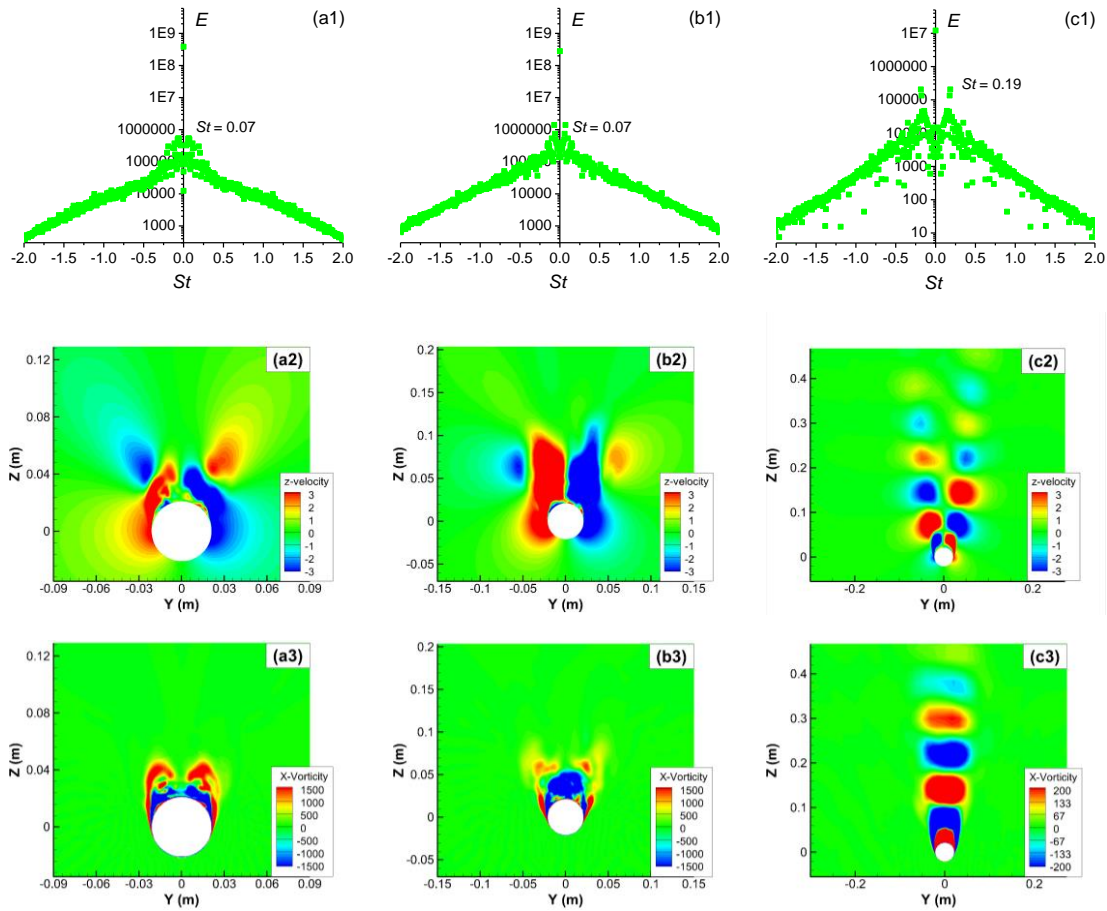 E (a1)
1E9
1E8
1E7
1000000
100000
10000
1000
St = 0.07
-2.0 -1.5 -1.0 -0.5 0.0 0.5 1.0 1.5 2.0
St
E (b1)
1E9
1E8
1E7
1000000
100000
10000
1000
St = 0.07
-2.0 -1.5 -1.0 -0.5 0.0 0.5 1.0 1.5 2.0
St
E (c1)
1E7
1000000
100000
10000
1000
100
10
St = 0.19
-2.0 -1.5 -1.0 -0.5 0.0 0.5 1.0 1.5 2.0
St
(a2)
Z (m)
0.12
0.08
0.04
0
z-velocity
3
2
1
0
-1
-2
-3
-0.09 -0.06 -0.03 0.00 0.03 0.06 0.09
Y (m)
(b2)
Z (m)
0.2
0.15
0.1
0.05
0
-0.05
z-velocity
3
2
1
0
-1
-2
-3
-0.15 -0.1 -0.05 0 0.05 0.1 0.15
Y (m)
(c2)
Z (m)
0.4
0.3
0.2
0.1
0
z-velocity
3
2
1
0
-1
-2
-3
-0.2 0 0.2
Y (m)
(a3)
Z (m)
0.12
0.08
0.04
0
X-Vorticity
1500
1000
500
0
-500
-1000
-1500
-0.09 -0.06 -0.03 0.00 0.03 0.06 0.09
Y (m)
(b3)
Z (m)
0.2
0.15
0.1
0.05
0
-0.05
X-Vorticity
1500
1000
500
0
-500
-1000
-1500
-0.15 -0.1 -0.05 0 0.05 0.1 0.15
Y (m)
(c3)
Z (m)
0.4
0.3
0.2
0.1
0
X-Vorticity
200
133
67
0
-67
-133
-200
-0.2 0 0.2
Y (m)